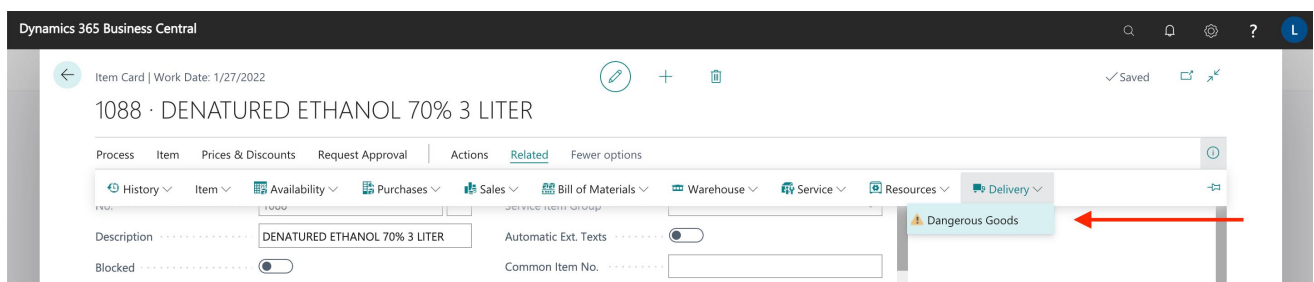 Dynamics 365 Business Central
?
L
Item Card | Work Date: 1/27/2022
Saved
1088 · DENATURED ETHANOL 70% 3 LITER
Process Item Prices & Discounts Request Approval Actions Related Fewer options
History Item Availability Purchases Sales Bill of Materials Warehouse Service Resources Delivery
No. 1088 Service Item Group
Dangerous Goods
Description DENATURED ETHANOL 70% 3 LITER Automatic Ext. Texts
Blocked Common Item No.